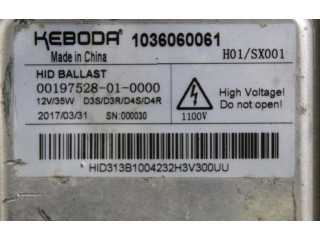 KEBODA 1036060061
Made in China H01/SX001
HID BALLAST
00197528-01-0000
12V/35W D3S/D3R/D4S/D4R
2017/03/31 SN:000030
High Voltage!
Do not open!
1100V
HID313B1004232H3V300UU